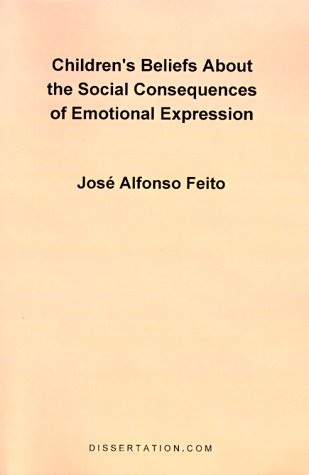 Children's Beliefs About
the Social Consequences
of Emotional Expression
José Alfonso Feito
DISSERTATION.COM